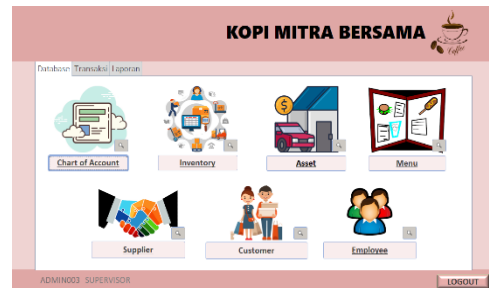 KOPI MITRA BERSAMA
Coffee
Database Transaksi Laporan
Chart of Account
Inventory
Asset
Menu
Supplier
Customer
Employee
ADMIN003 SUPERVISOR
LOGOUT